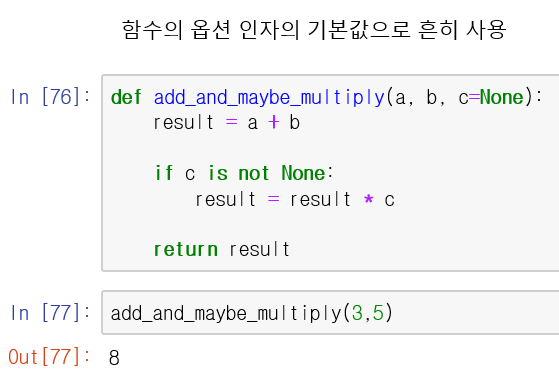 함수의 옵션 인자의 기본값으로 흔히 사용
In [76]: def add_and_maybe_multiply(a, b, c=None):
    result = a + b
    if c is not None:
        result = result * c
    return result
In [77]: add_and_maybe_multiply(3,5)
Out[77]: 8